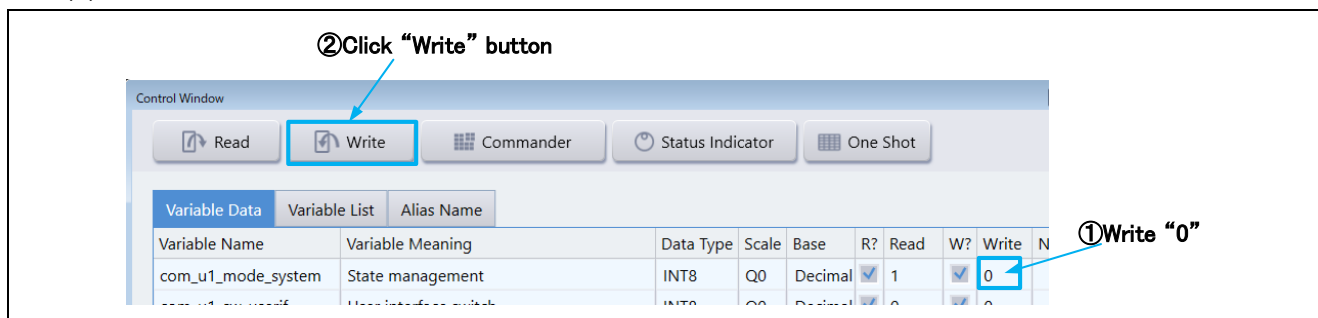 ②Click “Write” button
Control Window
Read Write Commander Status Indicator One Shot
Variable Data Variable List Alias Name
①Write “0”
Variable Name Variable Meaning Data Type Scale Base R? Read W? Write N
com_u1_mode_system State management INT8 Q0 Decimal 1 0